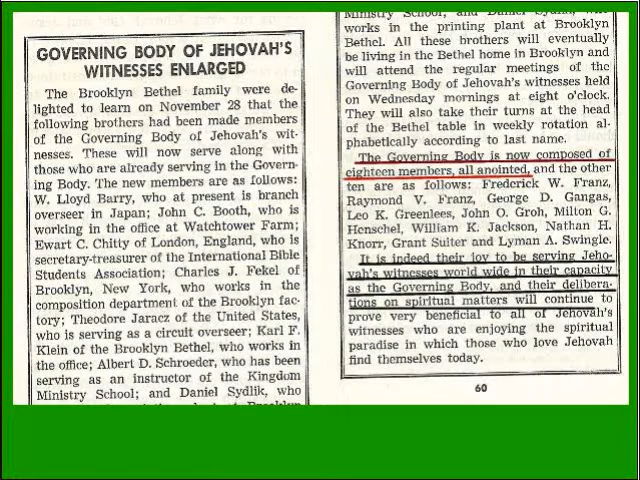 GOVERNING BODY OF JEHOVAH'S
WITNESSES ENLARGED
The Brooklyn Bethel family were de-
lighted to learn on November 28 that the
following brothers had been made members
of the Governing Body of Jehovah's wit-
nesses. These will now serve along with
those who are already serving in the Govern-
ing Body. The new members are as follows:
W. Lloyd Barry, who at present is branch
overseer in Japan; John C. Booth, who is
working in the office at Watchtower Farm;
Ewart C. Chitty of London, England, who is
secretary-treasurer of the International Bible
Students Association; Charles J. Fekel of
Brooklyn, New York, who works in the
composition department of the Brooklyn fac-
tory; Theodore Jaracz of the United States,
who is serving as a circuit overseer; Karl F.
Klein of the Brooklyn Bethel, who works in
the office; Albert D. Schroeder, who has been
serving as an instructor of the Kingdom
Ministry School; and Daniel Sydlik, who
Ministry School; and Daniel Sydlik, who
works in the printing plant at Brooklyn
Bethel. All these brothers will eventually
be living in the Bethel home in Brooklyn and
will attend the regular meetings of the
Governing Body of Jehovah's witnesses held
on Wednesday mornings at eight o'clock.
They will also take their turns at the head
of the Bethel table in weekly rotation al-
phabetically according to last name.
The Governing Body is now composed of
eighteen members, all anointed, and the other
ten are as follows: Frederick W. Franz,
Raymond V. Franz, George D. Gangas,
Leo K. Greenlees, John O. Groh, Milton G.
Henschel, William K. Jackson, Nathan H.
Knorr, Grant Suiter and Lyman A. Swingle.
It is indeed their joy to be serving Jeho-
vah's witnesses world wide in their capacity
as the Governing Body, and their delibera-
tions on spiritual matters will continue to
prove very beneficial to all of Jehovah's
witnesses who are enjoying the spiritual
paradise in which those who love Jehovah
find themselves today.
60